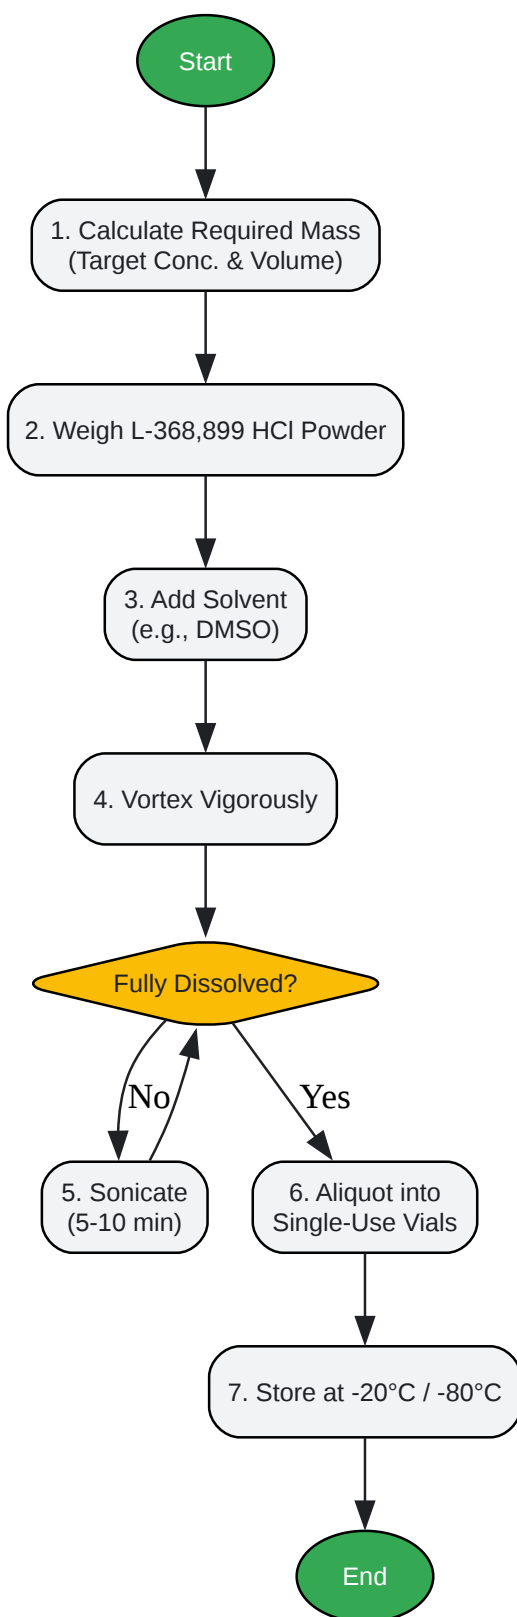 Start
1. Calculate Required Mass
(Target Conc. & Volume)
2. Weigh L-368,899 HCl Powder
3. Add Solvent
(e.g., DMSO)
4. Vortex Vigorously
Fully Dissolved?
No
Yes
5. Sonicate
(5-10 min)
6. Aliquot into
Single-Use Vials
7. Store at -20°C / -80°C
End